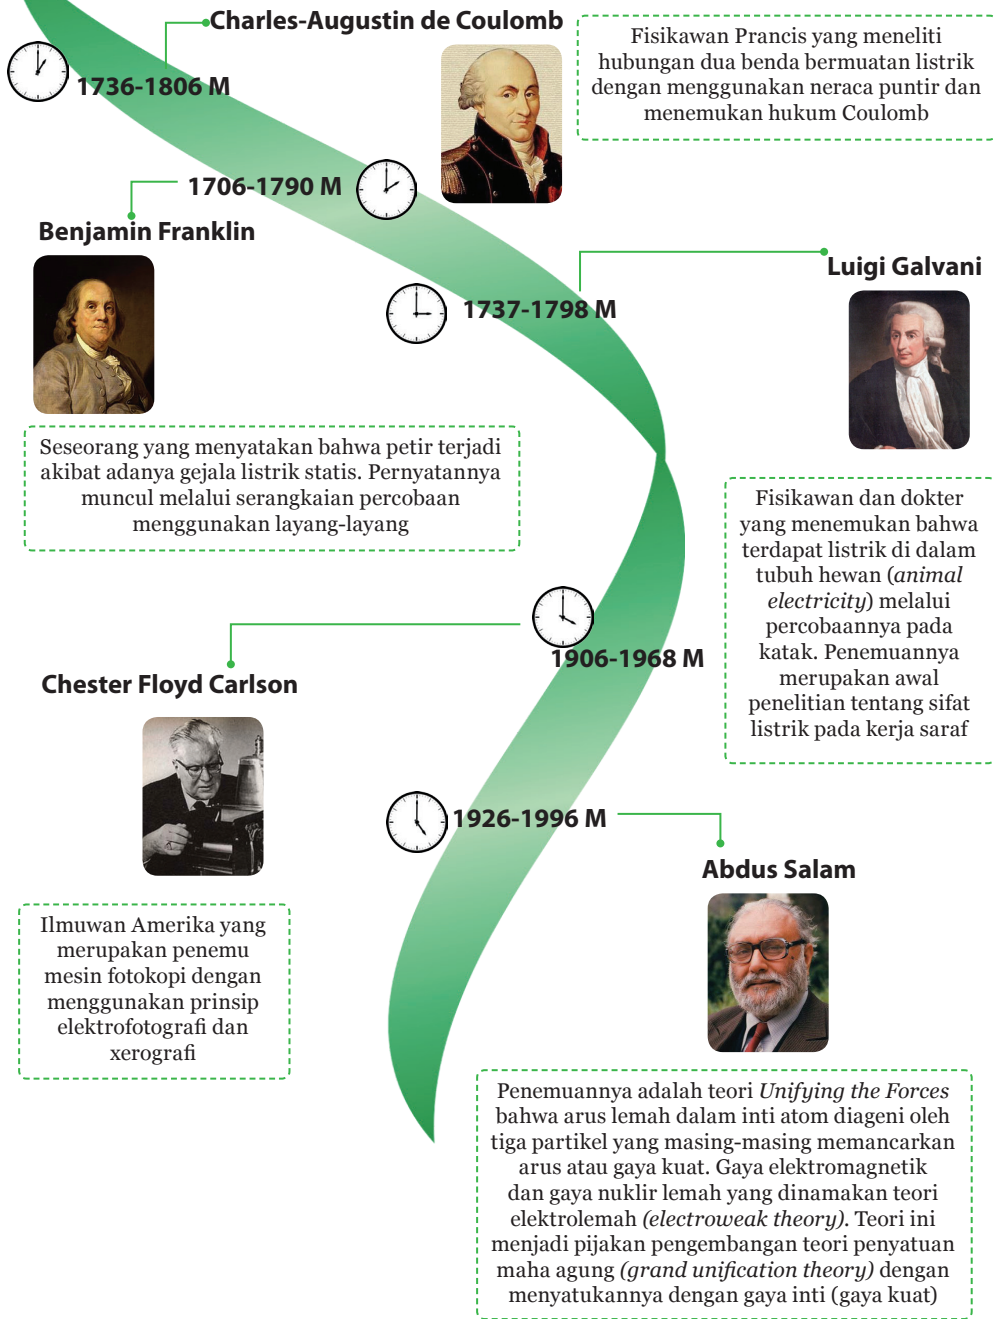 Charles-Augustin de Coulomb
1736-1806 M
Fisikawan Prancis yang meneliti
hubungan dua benda bermuatan listrik
dengan menggunakan neraca puntir dan
menemukan hukum Coulomb
1706-1790 M
Benjamin Franklin
Seseorang yang menyatakan bahwa petir terjadi
akibat adanya gejala listrik statis. Pernyatannya
muncul melalui serangkaian percobaan
menggunakan layang-layang
1737-1798 M
Luigi Galvani
Fisikawan dan dokter
yang menemukan bahwa
terdapat listrik di dalam
tubuh hewan (animal
electricity) melalui
percobaannya pada
katak. Penemuannya
merupakan awal
penelitian tentang sifat
listrik pada kerja saraf
1906-1968 M
Chester Floyd Carlson
Ilmuwan Amerika yang
merupakan penemu
mesin fotokopi dengan
menggunakan prinsip
elektrofotografi dan
xerografi
1926-1996 M
Abdus Salam
Penemuannya adalah teori Unifying the Forces
bahwa arus lemah dalam inti atom diageni oleh
tiga partikel yang masing-masing memancarkan
arus atau gaya kuat. Gaya elektromagnetik
dan gaya nuklir lemah yang dinamakan teori
elektrolemah (electroweak theory). Teori ini
menjadi pijakan pengembangan teori penyatuan
maha agung (grand unification theory) dengan
menyatukannya dengan gaya inti (gaya kuat)